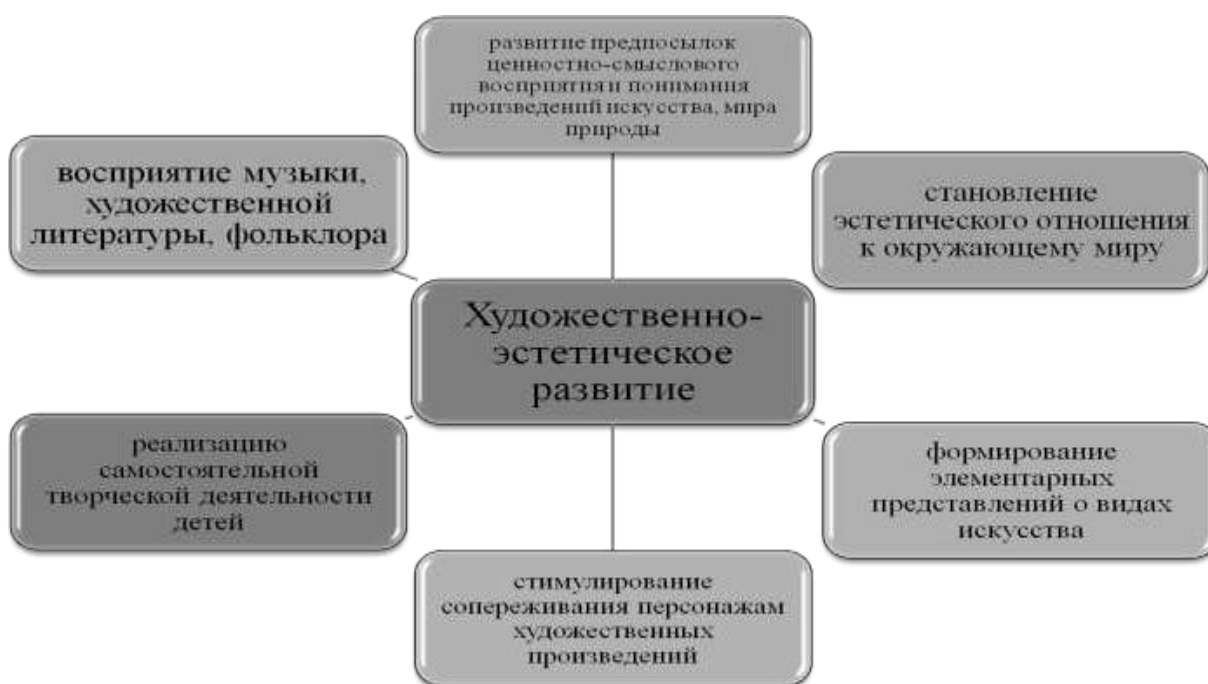 развитие предпосылок
ценностно-смыслового
восприятия и понимания
произведений искусства, мира
природы
восприятие музыки,
художественной
литературы, фольклора
становление
эстетического отношения
к окружающему миру
Художественно-
эстетическое
развитие
реализацию
самостоятельной
творческой деятельности
детей
формирование
элементарных
представлений о видах
искусства
стимулирование
сопереживания персонажам
художественных
произведений